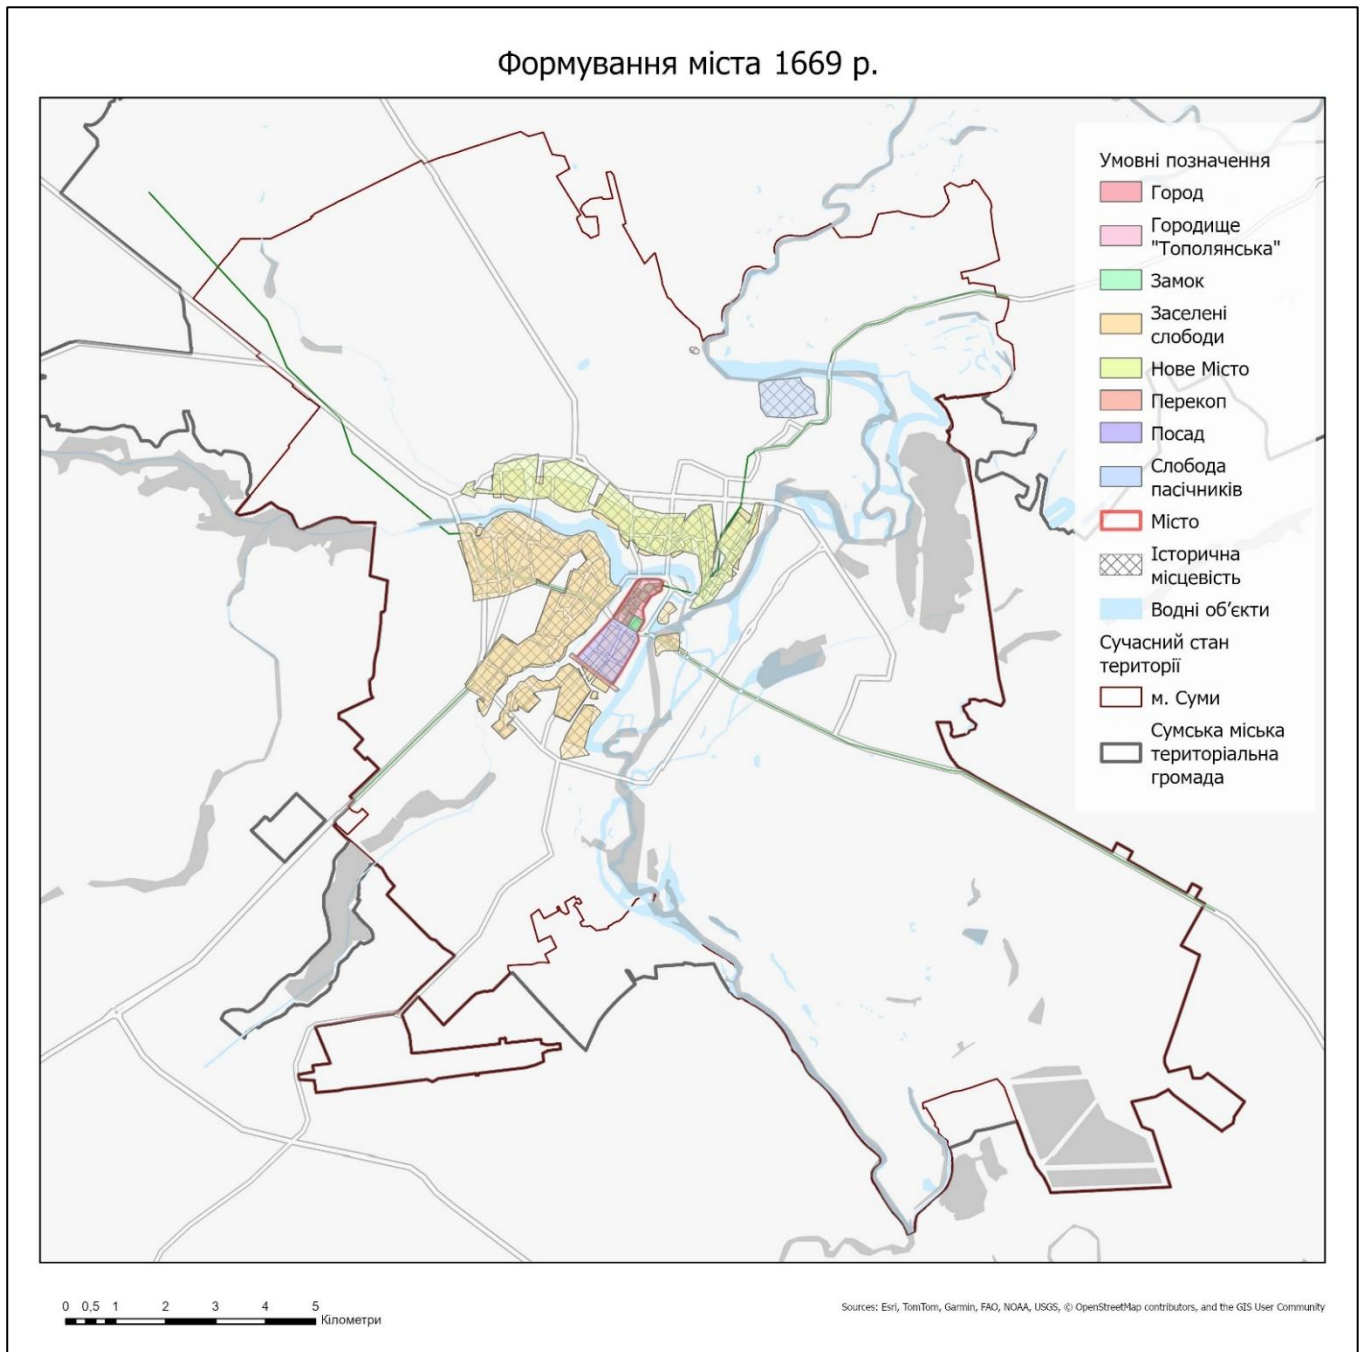 Формування міста 1669 р.
Умовні позначення
Город
Городище
"Тополянська"
Замок
Заселені
слободи
Нове Місто
Перекоп
Посад
Слобода
пасічників
Місто
Історична
місцевість
Водні об’єкти
Сучасний стан
території
м. Суми
Сумська міська
територіальна
громада
0 0,5 1 2 3 4 5
Кілометри
Sources: Esri, TomTom, Garmin, FAO, NOAA, USGS, © OpenStreetMap contributors, and the GIS User Community